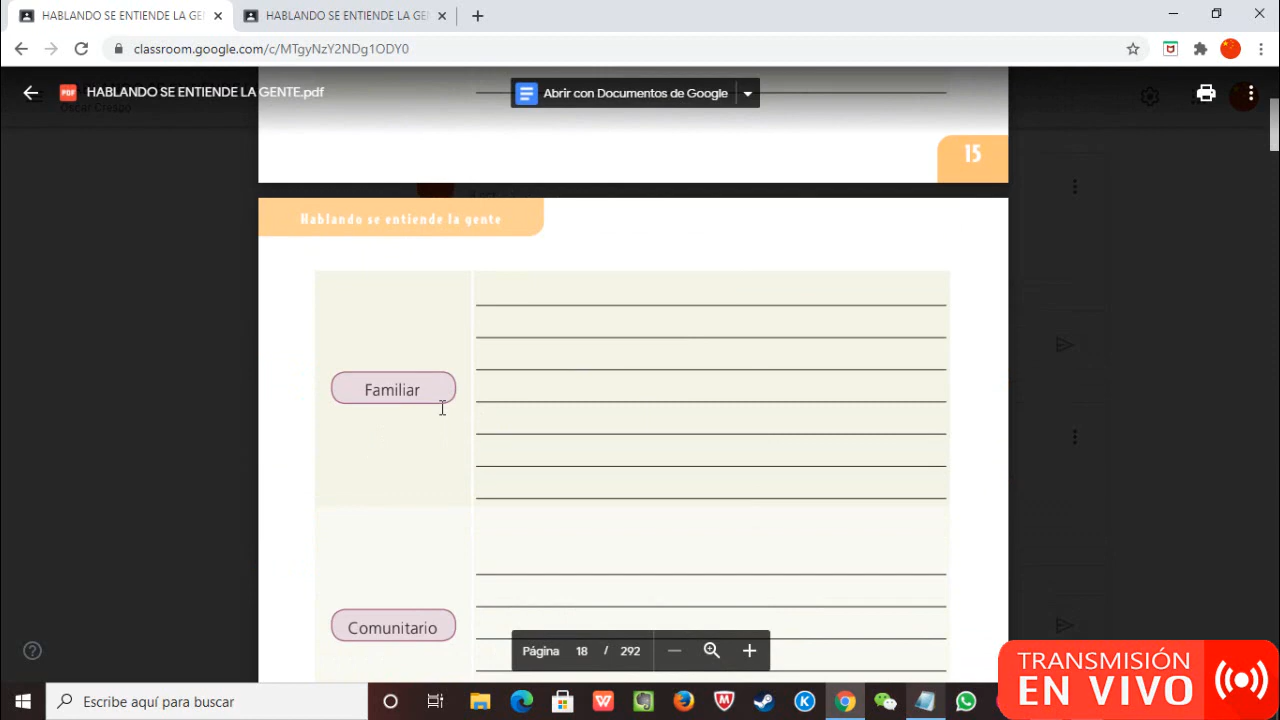 HABLANDO SE ENTIENDE LA GE
HABLANDO SE ENTIENDE LA GE
classroom.google.com/c/MTgyNzY2NDg1ODY0
HABLANDO SE ENTIENDE LA GENTE.pdf
Oscar Crespo
Abrir con Documentos de Google
15
Hablando se entiende la gente
Familiar
Comunitario
Página 18 / 292
TRANSMISIÓN
EN VIVO
Escribe aquí para buscar